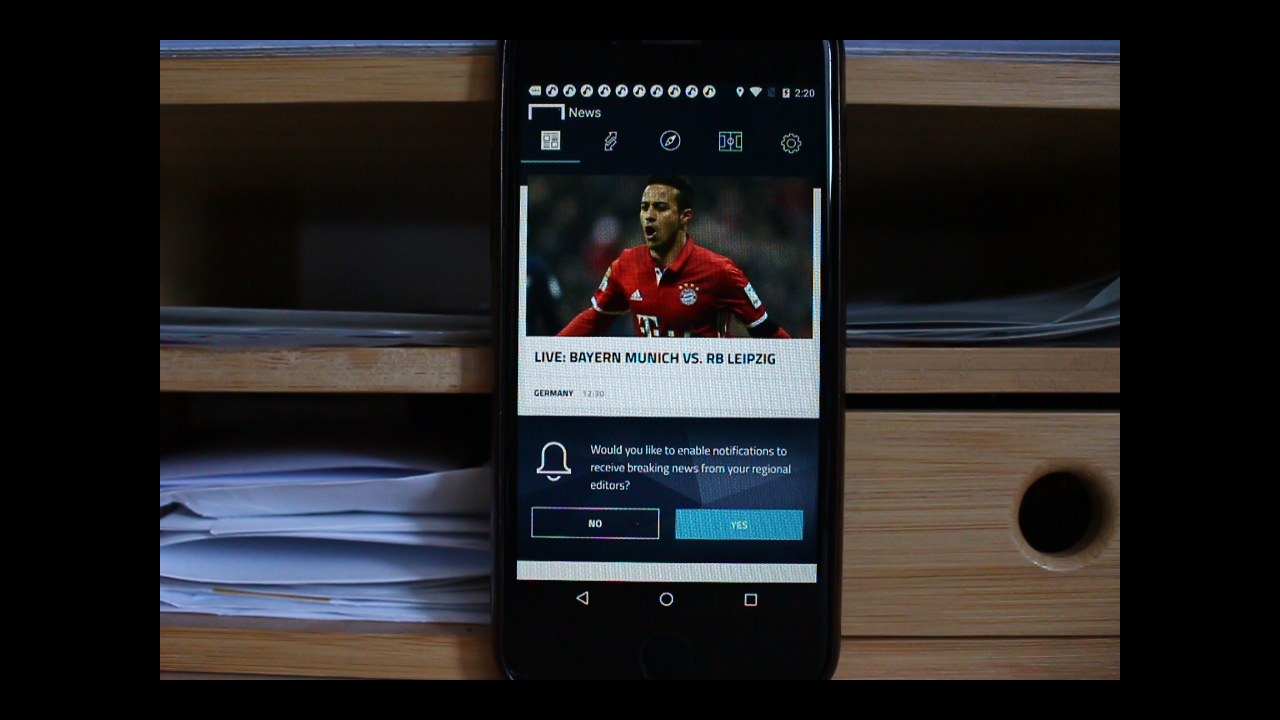 2:20
News
LIVE: BAYERN MUNICH VS. RB LEIPZIG
GERMANY 12:30
Would you like to enable notifications to
receive breaking news from your regional
editors?
NO
YES